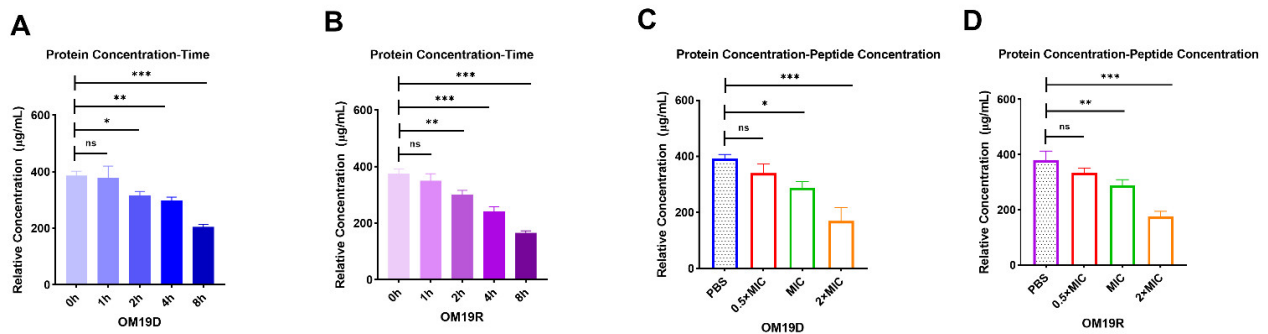 A
Protein Concentration-Time
***
**
*
ns
Relative Concentration (μg/mL)
600
400
200
0
0h
1h
2h
4h
8h
OM19D
B
Protein Concentration-Time
***
***
**
ns
Relative Concentration (μg/mL)
600
400
200
0
0h
1h
2h
4h
8h
OM19R
C
Protein Concentration-Peptide Concentration
***
*
ns
Relative Concentration (μg/mL)
600
400
200
0
PBS
0.5×MIC
MIC
2×MIC
OM19D
D
Protein Concentration-Peptide Concentration
***
**
ns
Relative Concentration (μg/mL)
600
400
200
0
PBS
0.5×MIC
MIC
2×MIC
OM19R